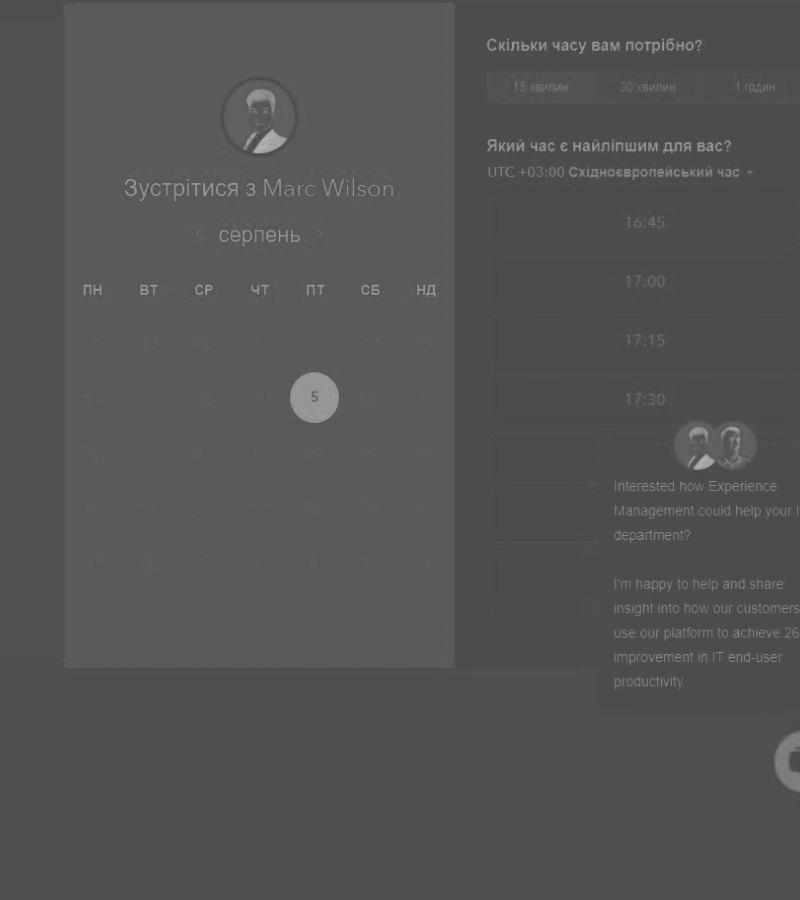 Зустрітися з Marc Wilson
серпень
ПН ВТ СР ЧТ ПТ СБ НД
5
Скільки часу вам потрібно?
15 хвилин 30 хвилин 1 годин
Який час є найліпшим для вас?
UTC +03:00 Східноєвропейський час
16:45
17:00
17:15
17:30
Interested how Experience
Management could help your
department?
I'm happy to help and share
insight into how our customers
use our platform to achieve 26
improvement in IT end-user
productivity